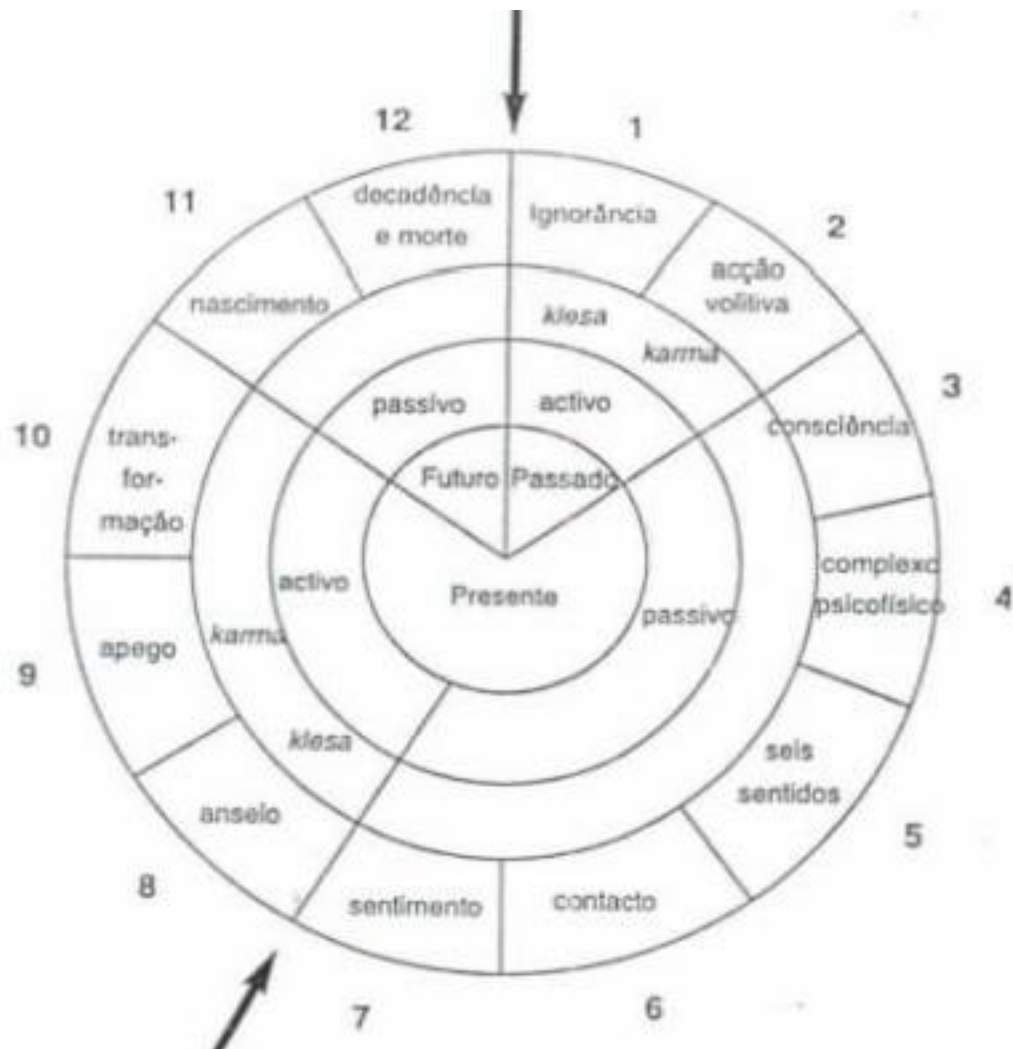 12
1
11
2
decadência
e morte
Ignorância
acção
volitiva
nascimento
klesa
karma
3
passivo
activo
consciência
10
trans-
for-
mação
Futuro
Passado
activo
Presente
passivo
complexo
psicofísico
4
karma
apego
9
klesa
seis
sentidos
anseio
5
8
sentimento
contacto
7
6